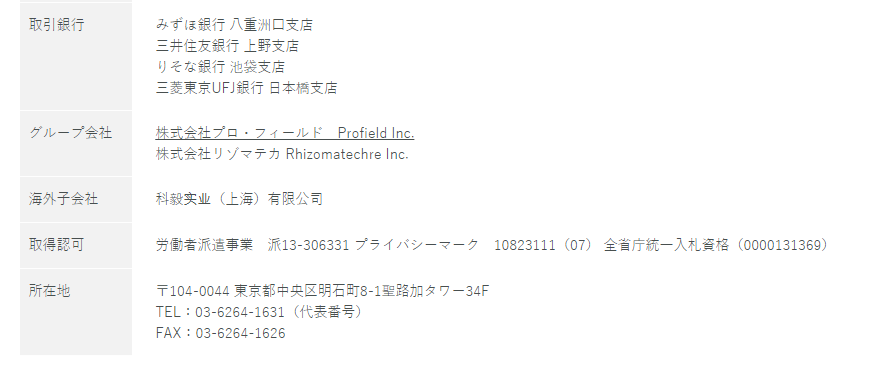 取引銀行
みずほ銀行 八重洲口支店
三井住友銀行 上野支店
りそな銀行 池袋支店
三菱東京UFJ銀行 日本橋支店
グループ会社
株式会社プロ・フィールド　Profield Inc.
株式会社リゾマテカ Rhizomatechre Inc.
海外子会社
科毅实业（上海）有限公司
取得認可
労働者派遣事業　派13-306331 プライバシーマーク　10823111（07） 全省庁統一入札資格（0000131369）
所在地
〒104-0044 東京都中央区明石町8-1聖路加タワー34F
TEL：03-6264-1631（代表番号）
FAX：03-6264-1626